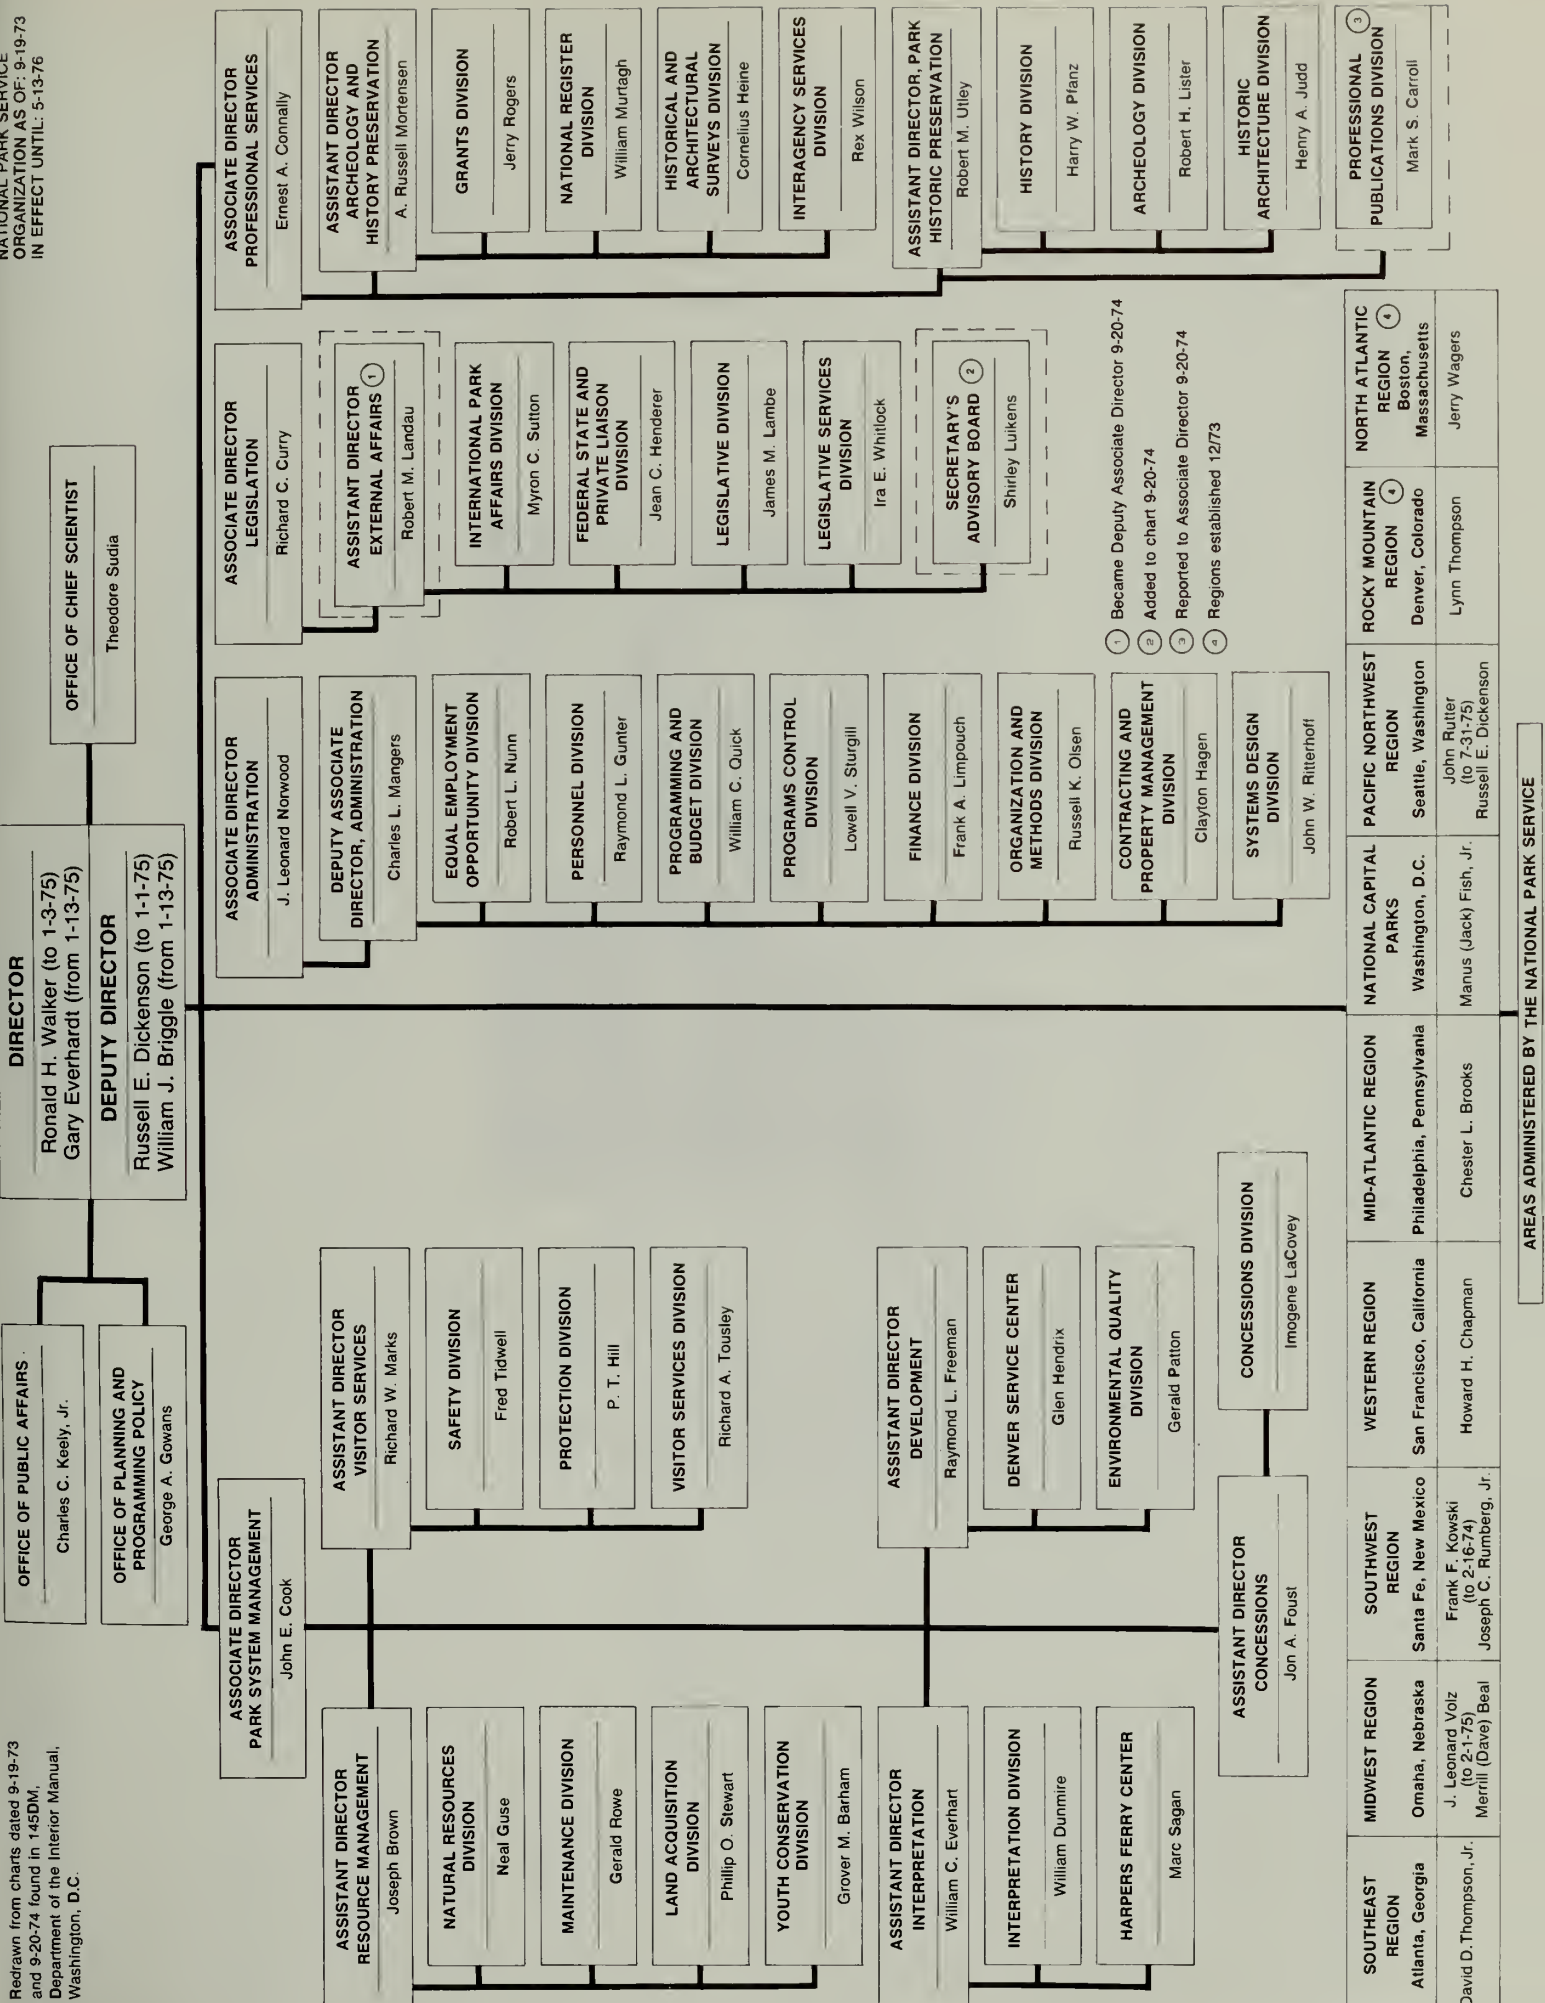 Redrawn from charts dated 9-19-73
and 9-20-74 found in 145DM,
Department of the Interior Manual,
Washington, D.C.
NATIONAL PARK SERVICE
ORGANIZATION AS OF: 9-19-73
IN EFFECT UNTIL: 5-13-76
DIRECTOR
Ronald H. Walker (to 1-3-75)
Gary Everhardt (from 1-13-75)
DEPUTY DIRECTOR
Russell E. Dickenson (to 1-1-75)
William J. Briggle (from 1-13-75)
OFFICE OF PUBLIC AFFAIRS
Charles C. Keely, Jr.
OFFICE OF PLANNING AND
PROGRAMMING POLICY
George A. Gowans
OFFICE OF CHIEF SCIENTIST
Theodore Sudia
ASSOCIATE DIRECTOR
PARK SYSTEM MANAGEMENT
John E. Cook
ASSISTANT DIRECTOR
RESOURCE MANAGEMENT
Joseph Brown
NATURAL RESOURCES
DIVISION
Neal Guse
MAINTENANCE DIVISION
Gerald Rowe
LAND ACQUISITION
DIVISION
Phillip O. Stewart
YOUTH CONSERVATION
DIVISION
Grover M. Barham
ASSISTANT DIRECTOR
INTERPRETATION
William C. Everhart
INTERPRETATION DIVISION
William Dunmire
HARPERS FERRY CENTER
Marc Sagan
ASSISTANT DIRECTOR
VISITOR SERVICES
Richard W. Marks
SAFETY DIVISION
Fred Tidwell
PROTECTION DIVISION
P. T. Hill
VISITOR SERVICES DIVISION
Richard A. Tousley
ASSISTANT DIRECTOR
DEVELOPMENT
Raymond L. Freeman
DENVER SERVICE CENTER
Glen Hendrix
ENVIRONMENTAL QUALITY
DIVISION
Gerald Patton
ASSISTANT DIRECTOR
CONCESSIONS
Jon A. Foust
CONCESSIONS DIVISION
Imogene LaCovey
ASSOCIATE DIRECTOR
ADMINISTRATION
J. Leonard Norwood
DEPUTY ASSOCIATE
DIRECTOR, ADMINISTRATION
Charles L. Mangers
EQUAL EMPLOYMENT
OPPORTUNITY DIVISION
Robert L. Nunn
PERSONNEL DIVISION
Raymond L. Gunter
PROGRAMMING AND
BUDGET DIVISION
William C. Quick
PROGRAMS CONTROL
DIVISION
Lowell V. Sturgill
FINANCE DIVISION
Frank A. Limpouch
ORGANIZATION AND
METHODS DIVISION
Russell K. Olsen
CONTRACTING AND
PROPERTY MANAGEMENT
DIVISION
Clayton Hagen
SYSTEMS DESIGN
DIVISION
John W. Ritterhoff
ASSOCIATE DIRECTOR
LEGISLATION
Richard C. Curry
ASSISTANT DIRECTOR
EXTERNAL AFFAIRS 1
Robert M. Landau
INTERNATIONAL PARK
AFFAIRS DIVISION
Myron C. Sutton
FEDERAL STATE AND
PRIVATE LIAISON
DIVISION
Jean C. Henderer
LEGISLATIVE DIVISION
James M. Lambe
LEGISLATIVE SERVICES
DIVISION
Ira E. Whitlock
SECRETARY'S
ADVISORY BOARD 2
Shirley Luikens
1 Became Deputy Associate Director 9-20-74
2 Added to chart 9-20-74
3 Reported to Associate Director 9-20-74
4 Regions established 12/73
ASSOCIATE DIRECTOR
PROFESSIONAL SERVICES
Ernest A. Connally
ASSISTANT DIRECTOR
ARCHEOLOGY AND
HISTORY PRESERVATION
A. Russell Mortensen
GRANTS DIVISION
Jerry Rogers
NATIONAL REGISTER
DIVISION
William Murtagh
HISTORICAL AND
ARCHITECTURAL
SURVEYS DIVISION
Cornelius Heine
INTERAGENCY SERVICES
DIVISION
Rex Wilson
ASSISTANT DIRECTOR, PARK
HISTORIC PRESERVATION
Robert M. Utley
HISTORY DIVISION
Harry W. Pfanz
ARCHEOLOGY DIVISION
Robert H. Lister
HISTORIC
ARCHITECTURE DIVISION
Henry A. Judd
PROFESSIONAL 3
PUBLICATIONS DIVISION
Mark S. Carroll
SOUTHEAST
REGION
Atlanta, Georgia
David D. Thompson, Jr.
MIDWEST REGION
Omaha, Nebraska
J. Leonard Volz
(to 2-1-75)
Merrill (Dave) Beal
SOUTHWEST
REGION
Santa Fe, New Mexico
Frank F. Kowski
(to 2-16-74)
Joseph C. Rumberg, Jr.
WESTERN REGION
San Francisco, California
Howard H. Chapman
MID-ATLANTIC REGION
Philadelphia, Pennsylvania
Chester L. Brooks
NATIONAL CAPITAL
PARKS
Washington, D.C.
Manus (Jack) Fish, Jr.
PACIFIC NORTHWEST
REGION
Seattle, Washington
John Rutter
(to 7-31-75)
Russell E. Dickenson
ROCKY MOUNTAIN
REGION 4
Denver, Colorado
Lynn Thompson
NORTH ATLANTIC
REGION 4
Boston,
Massachusetts
Jerry Wagers
AREAS ADMINISTERED BY THE NATIONAL PARK SERVICE